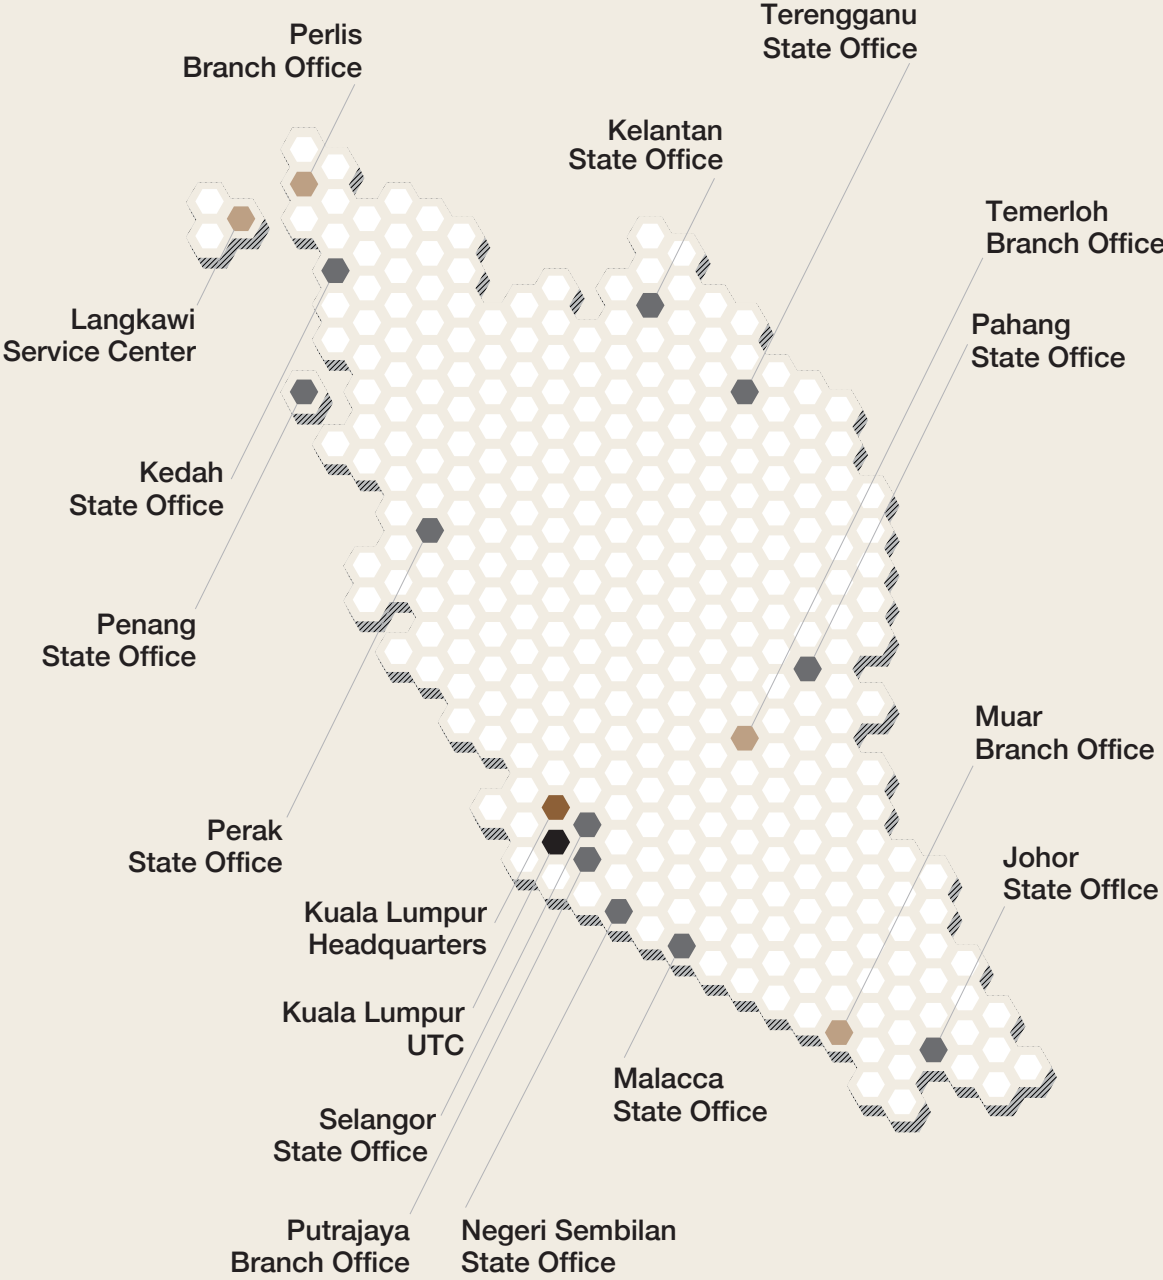 Terengganu
State Office
Perlis
Branch Office
Kelantan
State Office
Temerloh
Branch Office
Langkawi
Service Center
Pahang
State Office
Kedah
State Office
Penang
State Office
Muar
Branch Office
Perak
State Office
Johor
State OffIce
Kuala Lumpur
Headquarters
Kuala Lumpur
UTC
Malacca
State Office
Selangor
State Office
Putrajaya
Branch Office
Negeri Sembilan
State Office